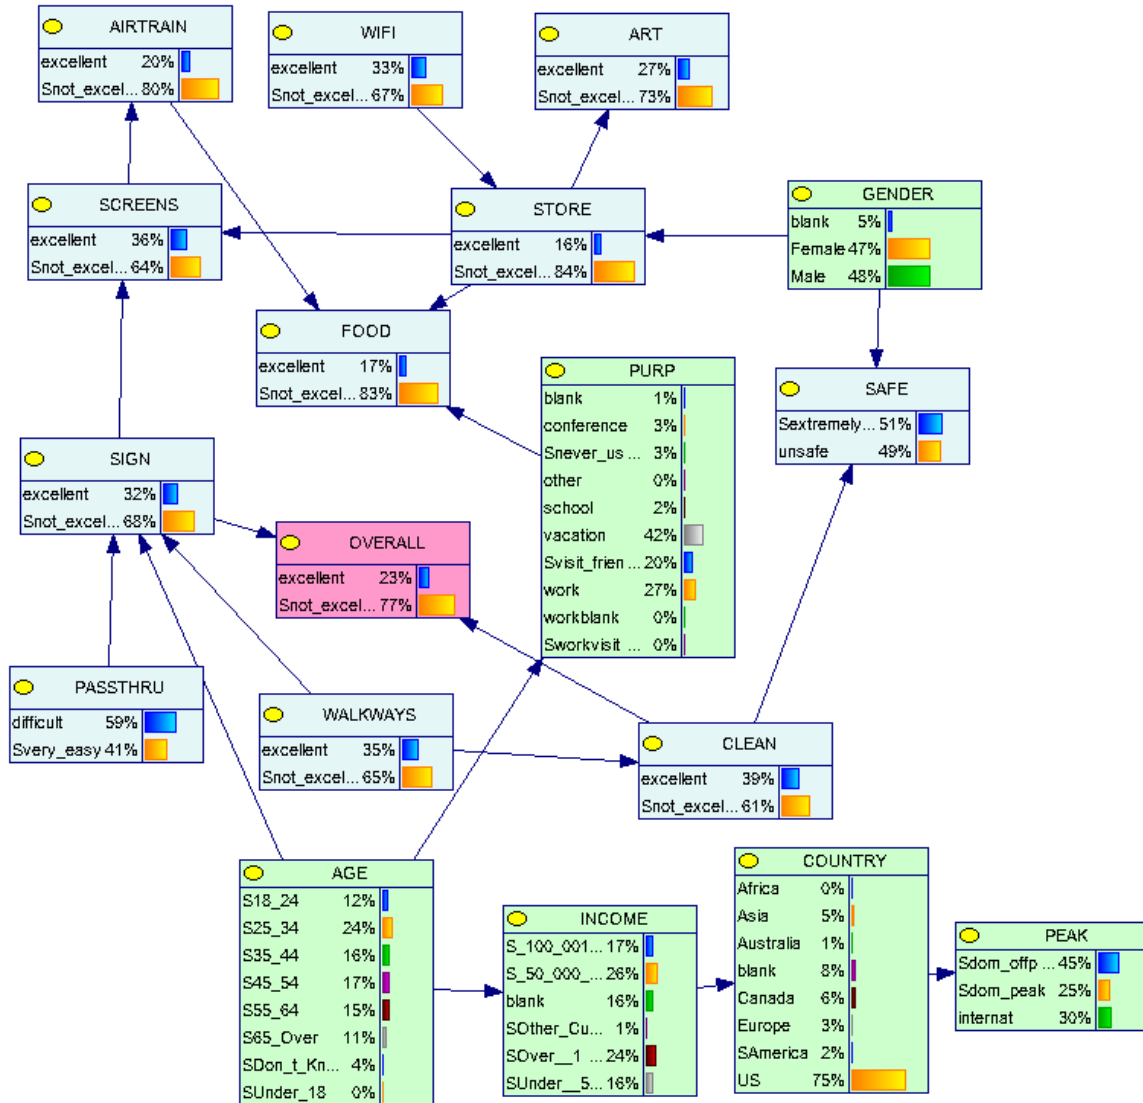 AIRTRAIN
excellent 20%
Snot_excel... 80%
WIFI
excellent 33%
Snot_excel... 67%
ART
excellent 27%
Snot_excel... 73%
SCREENS
excellent 36%
Snot_excel... 64%
STORE
excellent 16%
Snot_excel... 84%
GENDER
blank 5%
Female 47%
Male 48%
FOOD
excellent 17%
Snot_excel... 83%
PURP
blank 1%
conference 3%
Snever_us ... 3%
other 0%
school 2%
vacation 42%
Svisit_frien ... 20%
work 27%
workblank 0%
Sworkvisit ... 0%
SAFE
Sextremely... 51%
unsafe 49%
SIGN
excellent 32%
Snot_excel... 68%
OVERALL
excellent 23%
Snot_excel... 77%
PASSTHRU
difficult 59%
Svery_easy 41%
WALKWAYS
excellent 35%
Snot_excel... 65%
CLEAN
excellent 39%
Snot_excel... 61%
AGE
S18_24 12%
S25_34 24%
S35_44 16%
S45_54 17%
S55_64 15%
S65_Over 11%
SDon_t_Kn... 4%
SUnder_18 0%
INCOME
S_100_001... 17%
S_50_000_... 26%
blank 16%
SOther_Cu... 1%
SOver__1 ... 24%
SUnder__5... 16%
COUNTRY
Africa 0%
Asia 5%
Australia 1%
blank 8%
Canada 6%
Europe 3%
SAmerica 2%
US 75%
PEAK
Sdom_offp ... 45%
Sdom_peak 25%
internat 30%